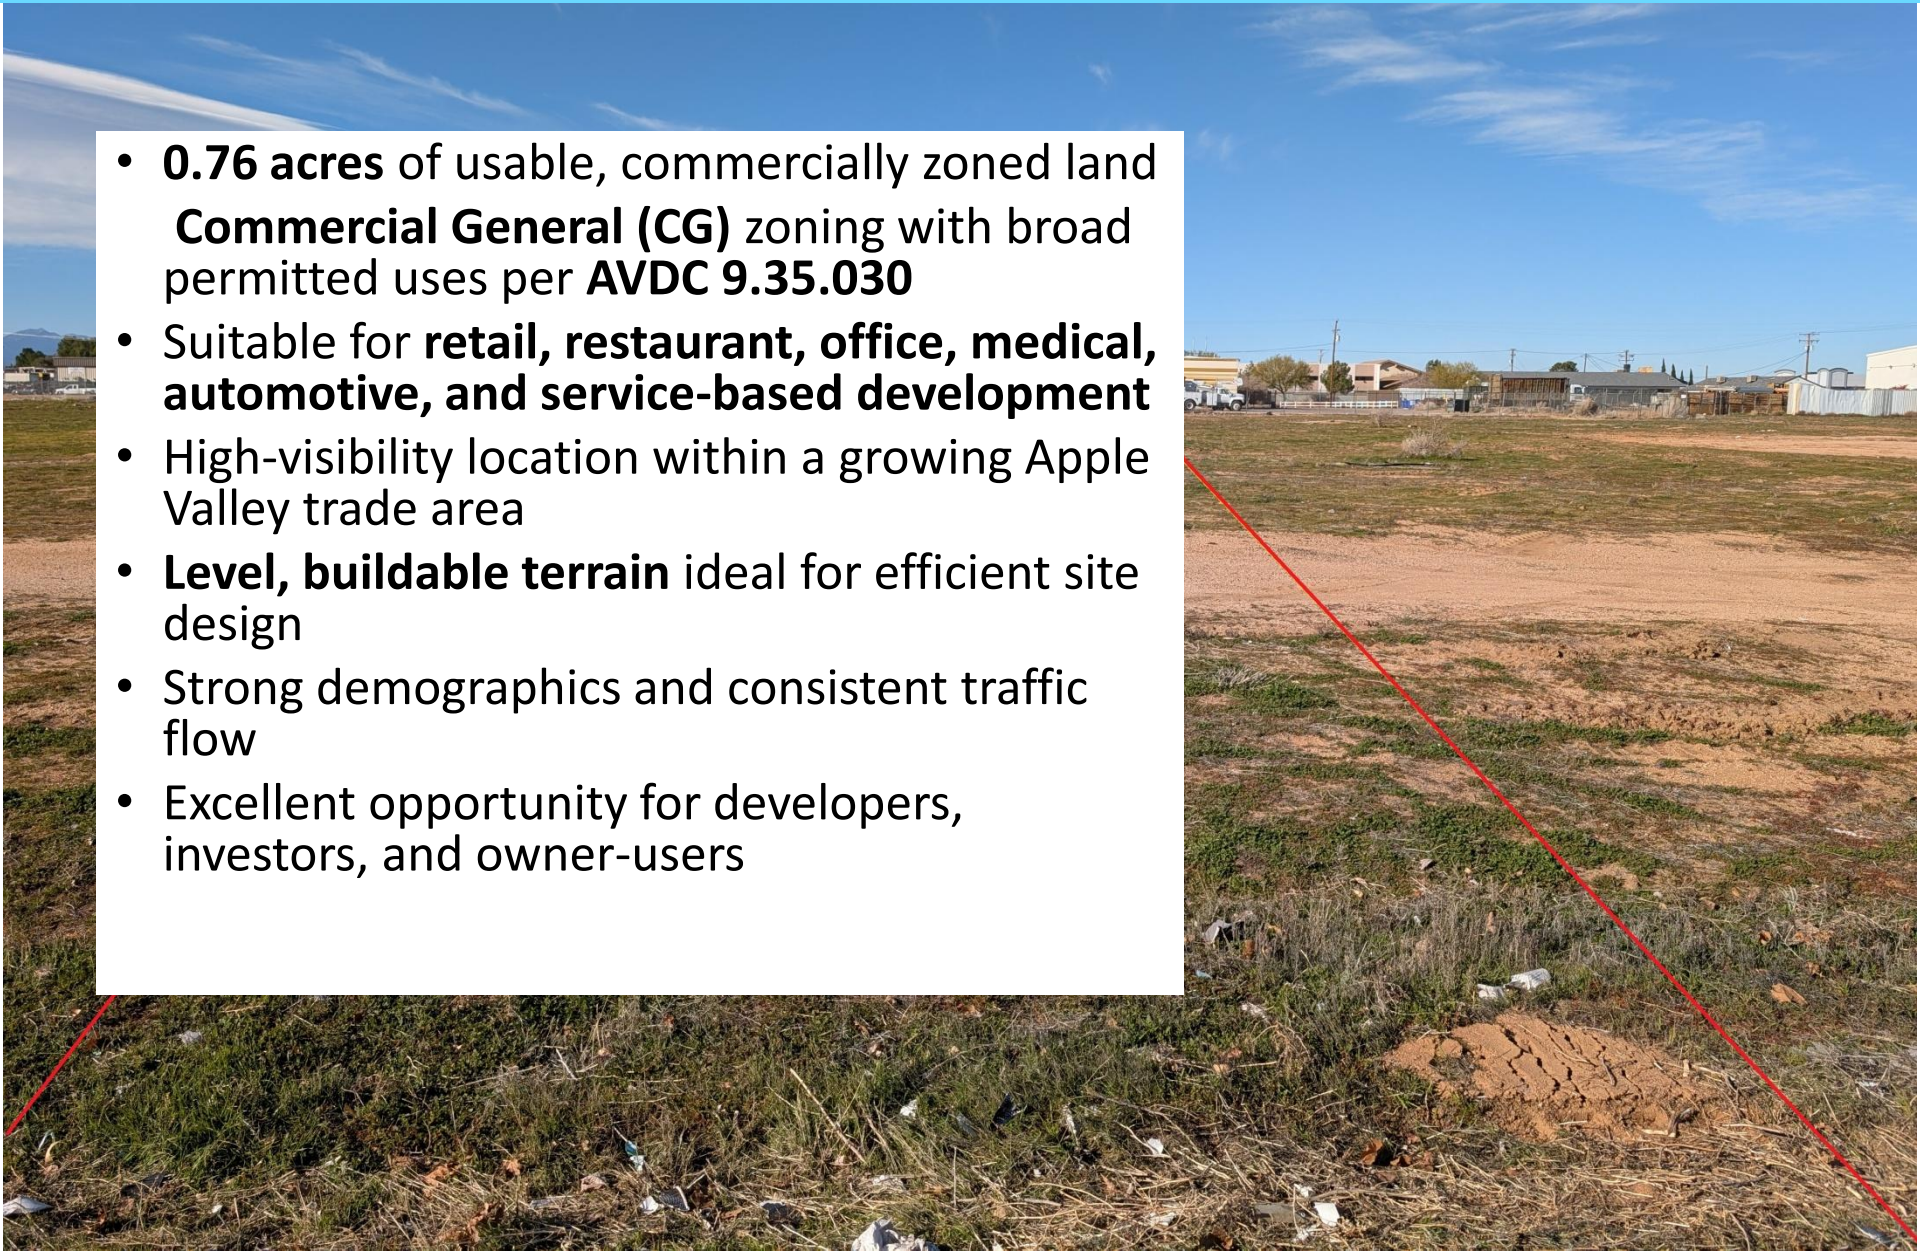 • 0.76 acres of usable, commercially zoned land
Commercial General (CG) zoning with broad
permitted uses per AVDC 9.35.030
• Suitable for retail, restaurant, office, medical,
automotive, and service-based development
• High-visibility location within a growing Apple
Valley trade area
• Level, buildable terrain ideal for efficient site
design
• Strong demographics and consistent traffic
flow
• Excellent opportunity for developers,
investors, and owner-users